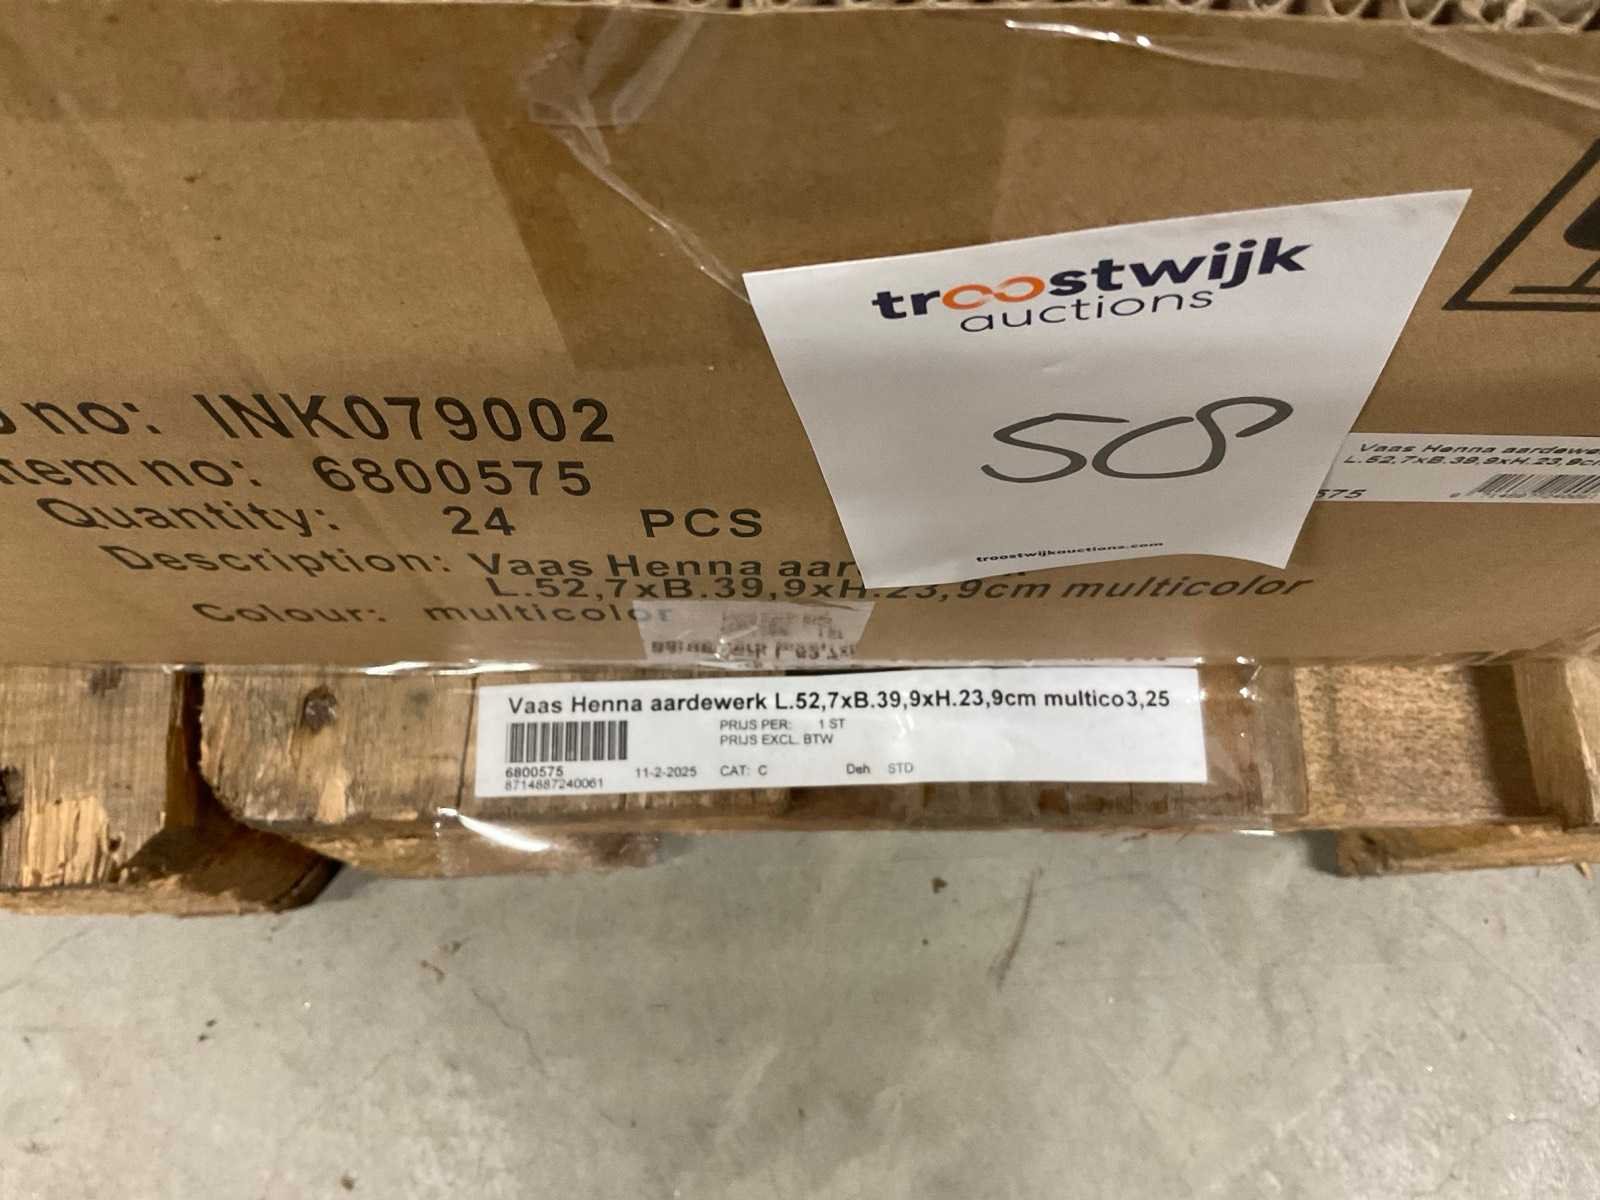 troostwijk
auctions
508
troostwijkauctions.com
no: INK079002
Item no: 6800575
Quantity: 24 PCS
Description: Vaas Henna aar
L.52,7xB.39,9xH.23,9cm multicolor
Colour: multicolor
Vaas Henna aardewe
L.52,7xB.39,9xH.23,9c
575
Vaas Henna aardewerk L.52,7xB.39,9xH.23,9cm multico3,25
PRIJS PER: 1 ST
PRIJS EXCL. BTW
6800575 11-2-2025 CAT: C Deh STD
8714887240061